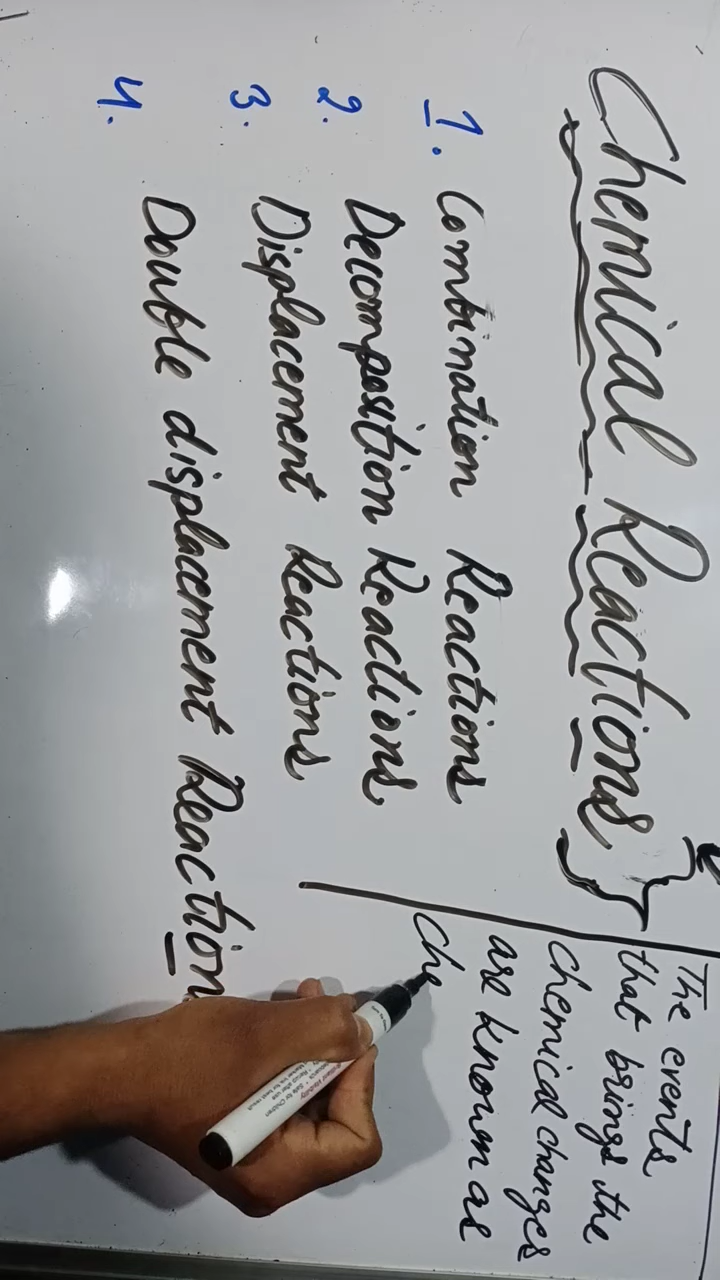 Chemical Reactions
1. Combination Reactions
2. Decomposition Reactions
3. Displacement Reactions
4. Double displacement Reaction
The events
that brings the
chemical changes
are known as
Che